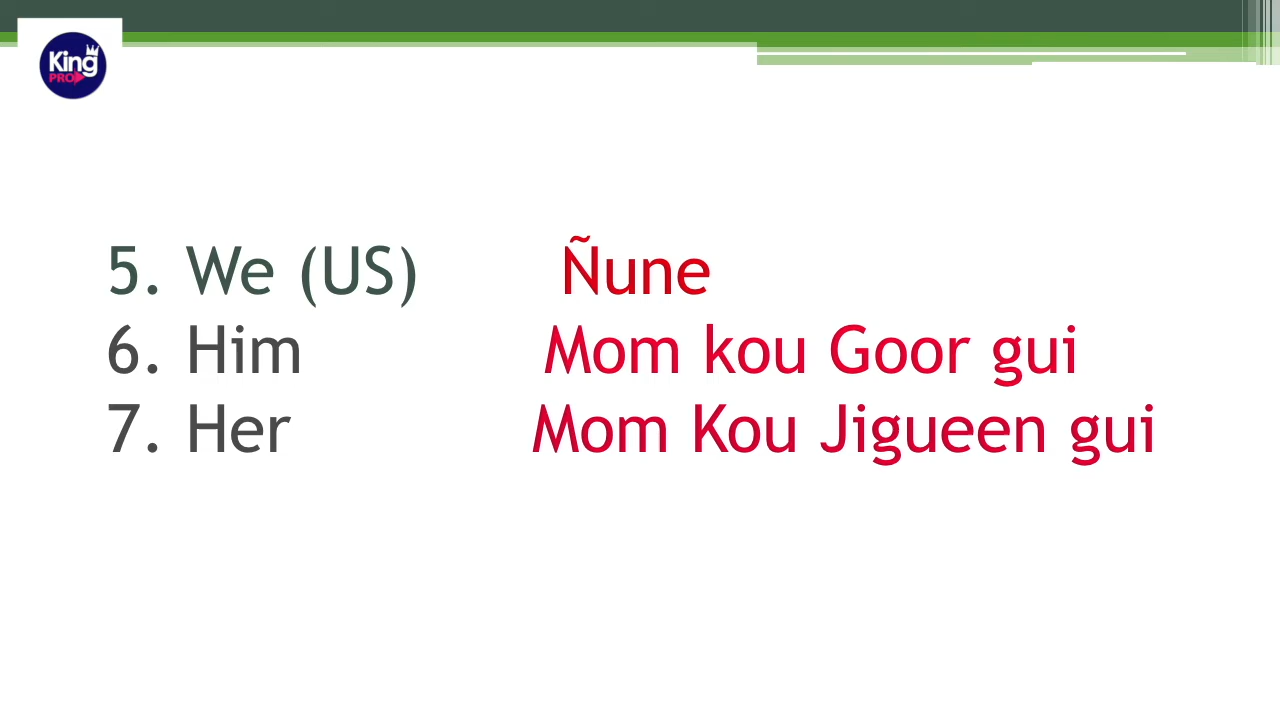 King
PRO
5. We (US) Ñune
6. Him Mom kou Goor gui
7. Her Mom Kou Jigueen gui